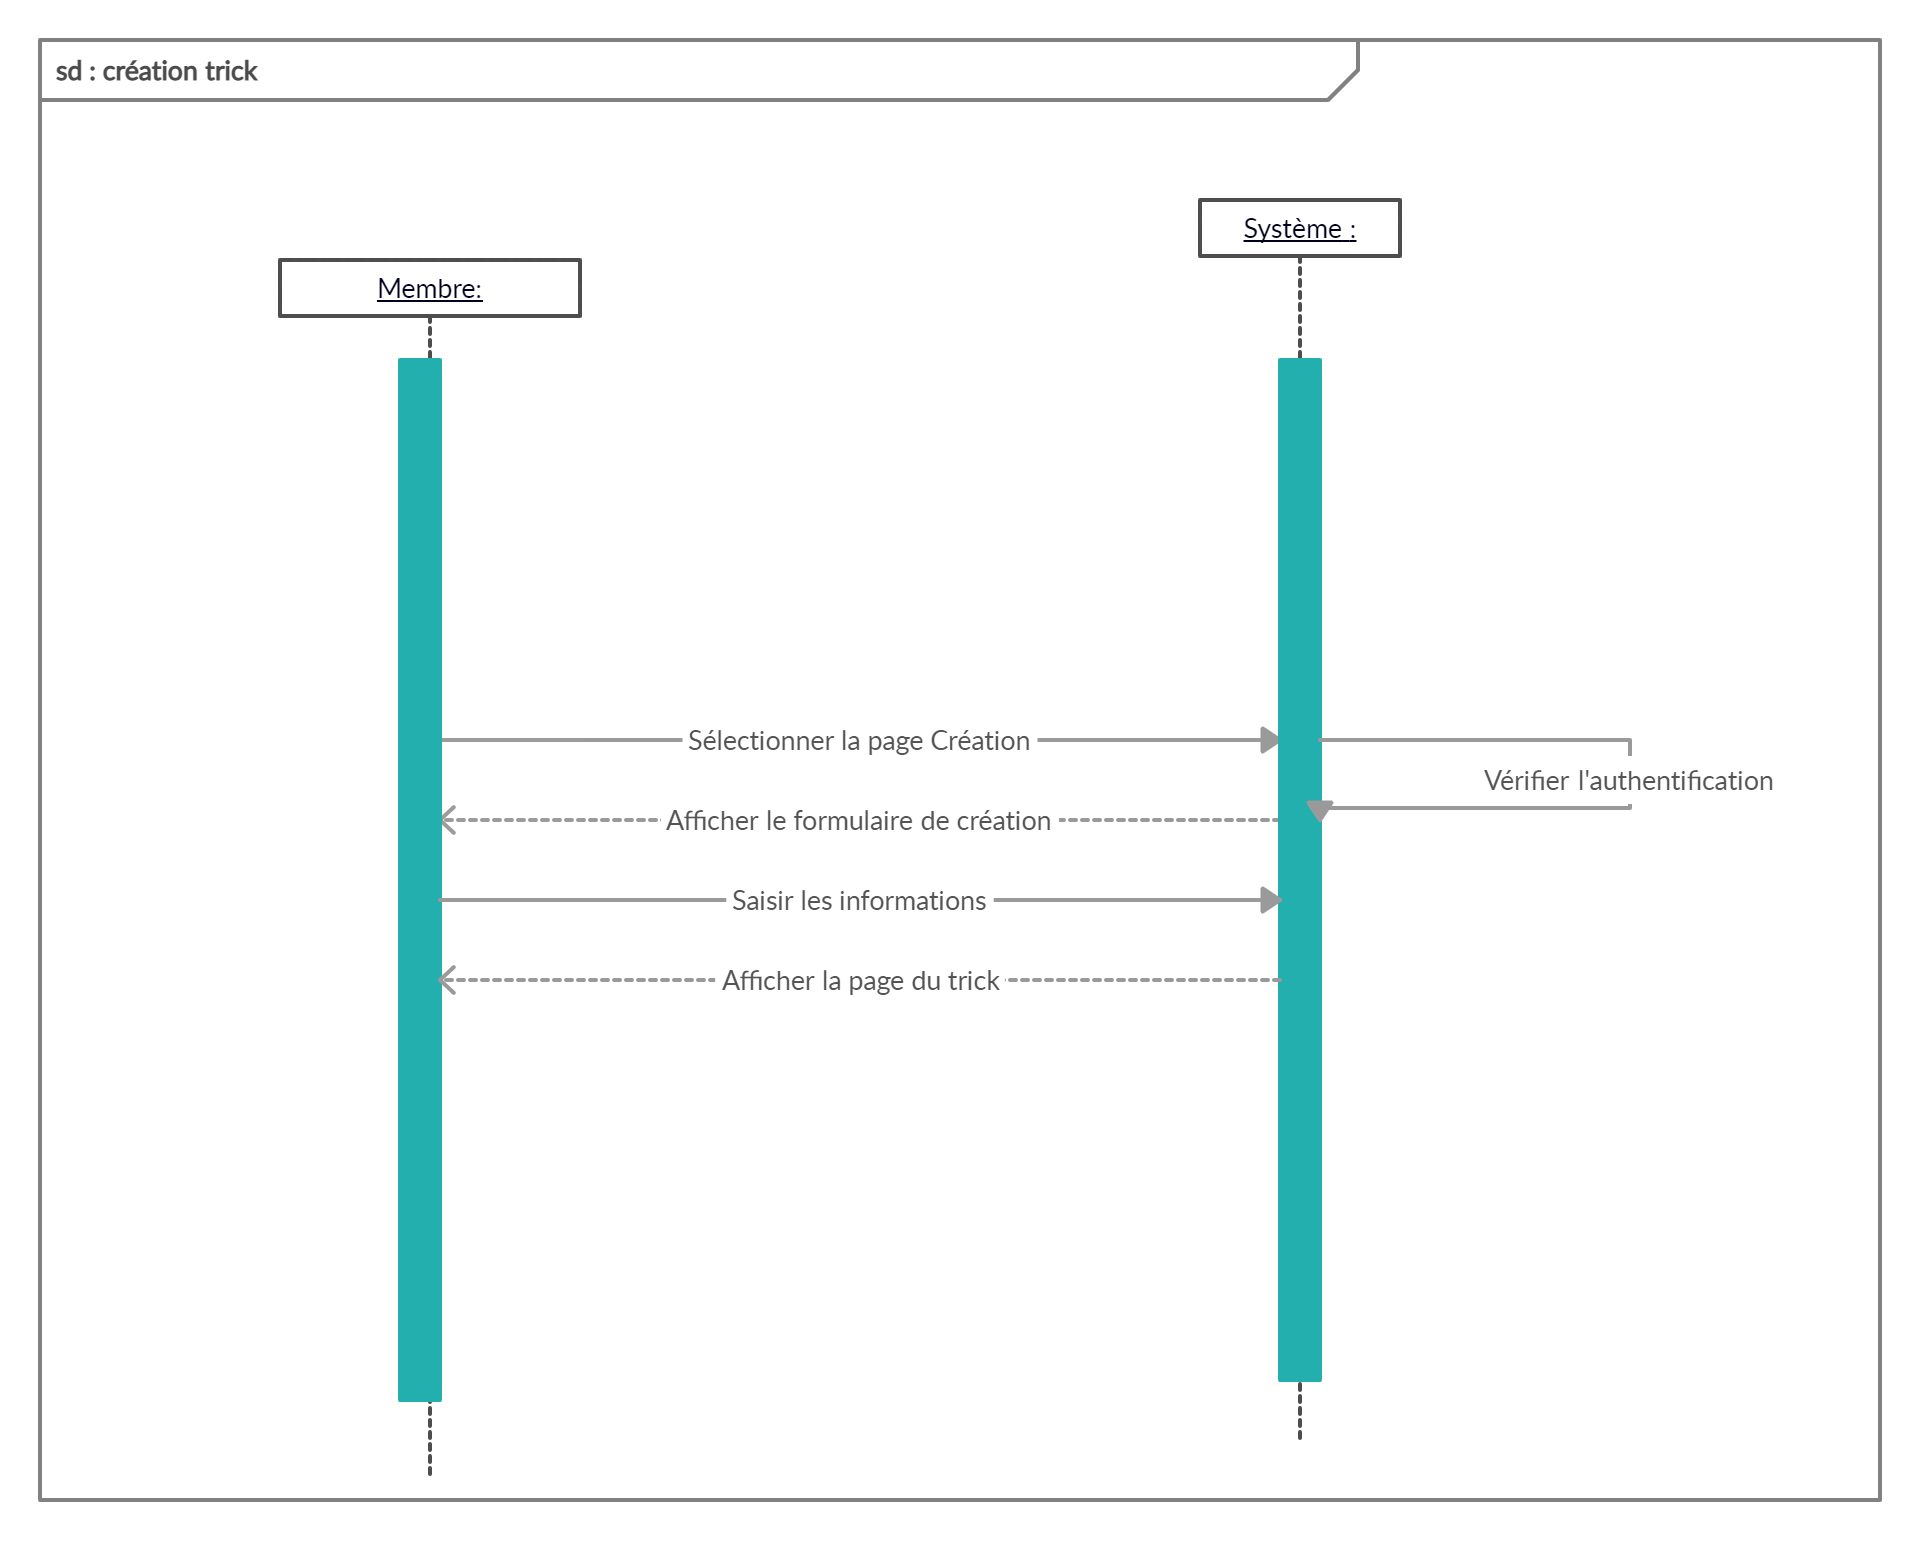 sd : création trick
Système :
Membre:
Sélectionner la page Création
Vérifier l'authentification
Afficher le formulaire de création
Saisir les informations
Afficher la page du trick